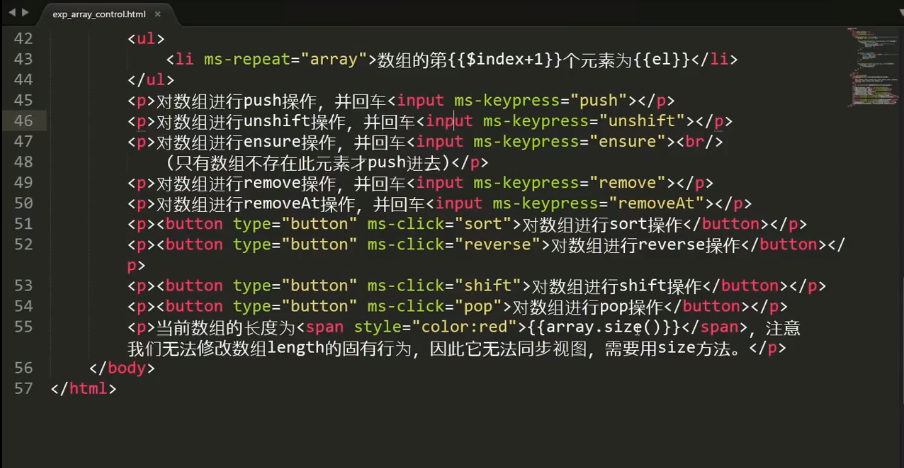 exp_array_control.html ×
42 <ul>
43 <li ms-repeat="array">数组的第{{$index+1}}个元素为{{el}}</li>
44 </ul>
45 <p>对数组进行push操作，并回车<input ms-keypress="push"></p>
46 <p>对数组进行unshift操作，并回车<input ms-keypress="unshift"></p>
47 <p>对数组进行ensure操作，并回车<input ms-keypress="ensure"><br/>
48 (只有数组不存在此元素才push进去)</p>
49 <p>对数组进行remove操作，并回车<input ms-keypress="remove"></p>
50 <p>对数组进行removeAt操作，并回车<input ms-keypress="removeAt"></p>
51 <p><button type="button" ms-click="sort">对数组进行sort操作</button></p>
52 <p><button type="button" ms-click="reverse">对数组进行reverse操作</button></
p>
53 <p><button type="button" ms-click="shift">对数组进行shift操作</button></p>
54 <p><button type="button" ms-click="pop">对数组进行pop操作</button></p>
55 <p>当前数组的长度为<span style="color:red">{{array.size()}}</span>，注意
我们无法修改数组length的固有行为，因此它无法同步视图，需要用size方法。</p>
56 </body>
57 </html>